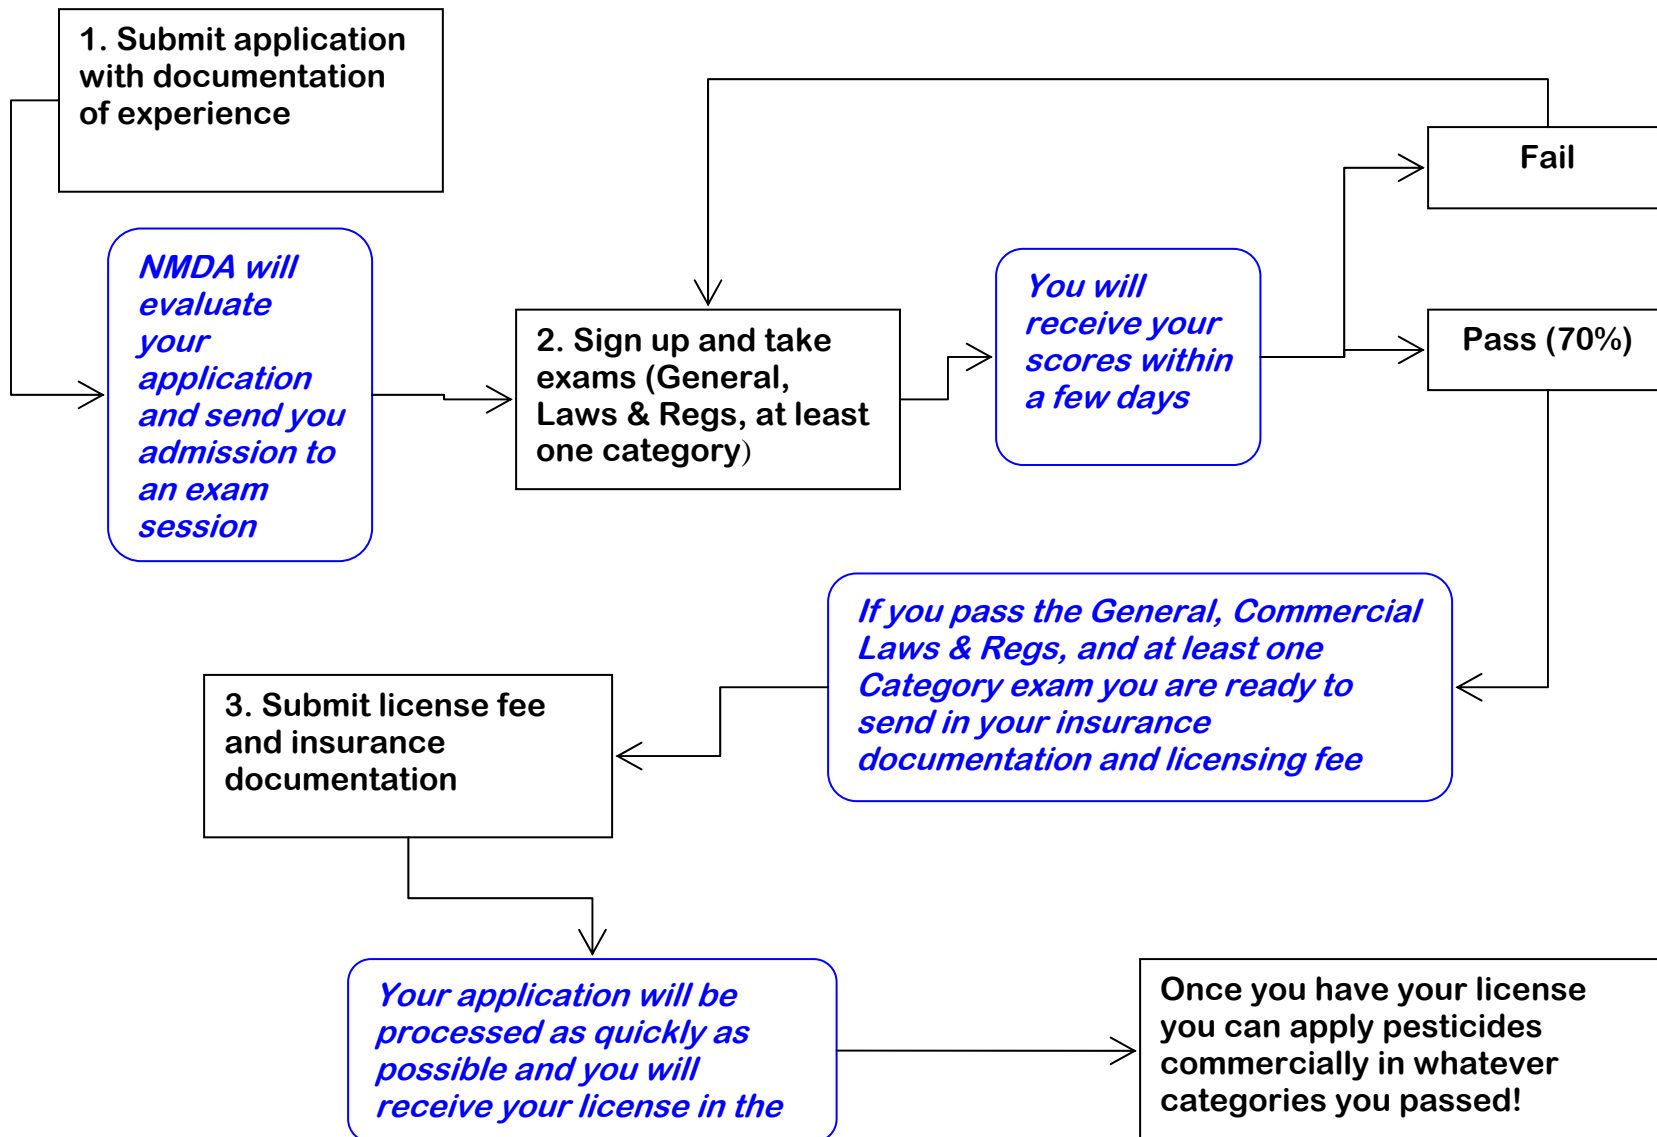 1. Submit application
with documentation
of experience
Fail
NMDA will
evaluate
your
application
and send you
admission to
an exam
session
2. Sign up and take
exams (General,
Laws & Regs, at least
one category)
You will
receive your
scores within
a few days
Pass (70%)
If you pass the General, Commercial
Laws & Regs, and at least one
Category exam you are ready to
send in your insurance
documentation and licensing fee
3. Submit license fee
and insurance
documentation
Your application will be
processed as quickly as
possible and you will
receive your license in the
Once you have your license
you can apply pesticides
commercially in whatever
categories you passed!